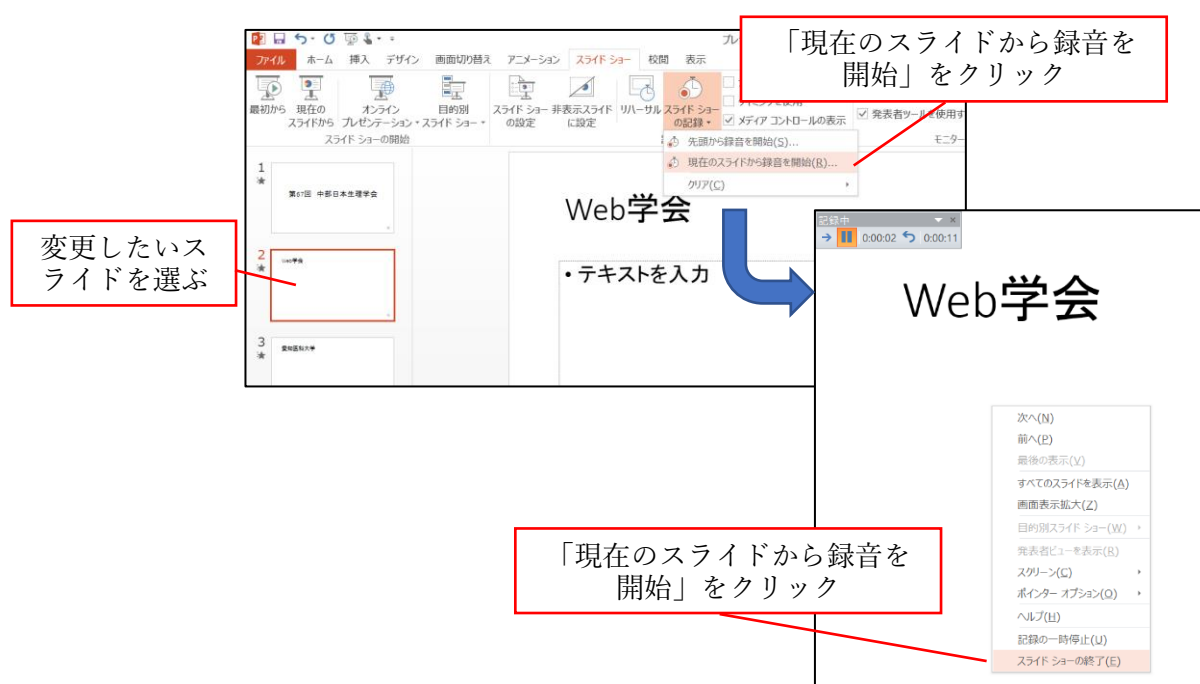 「現在のスライドから録音を
開始」をクリック
プレ
ファイル ホーム 挿入 デザイン 画面切り替え アニメーション スライド ショー 校閲 表示
最初から 現在の オンライン 目的別 スライド ショー 非表示スライド リハーサル スライド ショー
スライドから プレゼンテーション スライド ショー の設定 に設定 の記録 メディア コントロールの表示 発表者ツールを使用す
スライド ショーの開始 モニター
先頭から録音を開始(S)...
現在のスライドから録音を開始(R)...
クリア(C)
1
第67回 中部日本生理学会
変更したいス
ライドを選ぶ
2
Web学会
3
愛知医科大学
Web学会
• テキストを入力
記録中
0:00:02 0:00:11
Web学会
次へ(N)
前へ(P)
最後の表示(V)
すべてのスライドを表示(A)
画面表示拡大(Z)
目的別スライド ショー(W)
発表者ビューを表示(R)
スクリーン(C)
ポインター オプション(O)
ヘルプ(H)
記録の一時停止(U)
スライド ショーの終了(E)
「現在のスライドから録音を
開始」をクリック